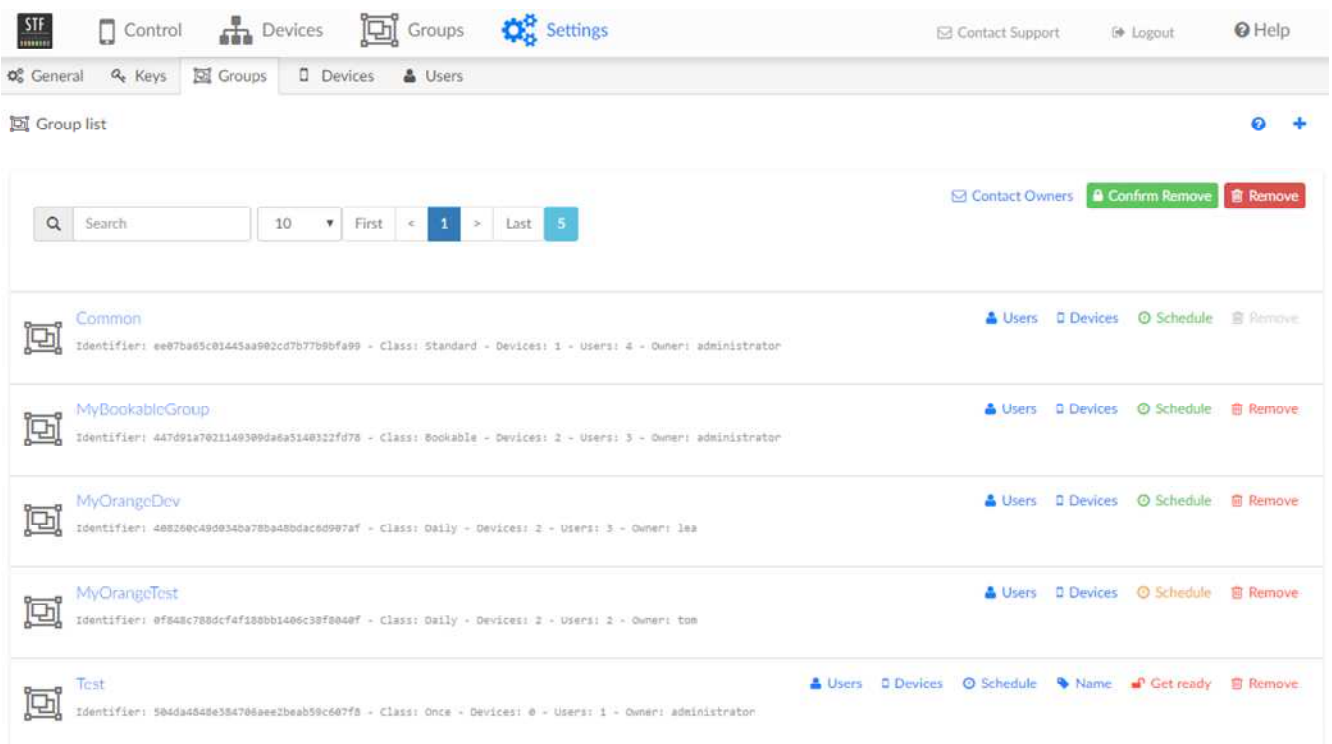 STF Control Devices Groups Settings Contact Support Logout Help
General Keys Groups Devices Users
Group list
Contact Owners Confirm Remove Remove
Search 10 First < 1 > Last 5
Common Users Devices Schedule Remove
Identifier: ee07ba65c01445aa902cd7b77b9bfa99 - Class: Standard - Devices: 1 - Users: 4 - Owner: administrator
MyBookableGroup Users Devices Schedule Remove
Identifier: 447d91a7021149309da6a5140322fd78 - Class: Bookable - Devices: 2 - Users: 3 - Owner: administrator
MyOrangeDev Users Devices Schedule Remove
Identifier: 408260c49d034ba78ba48bdac6d907af - Class: Daily - Devices: 2 - Users: 3 - Owner: lea
MyOrangeTest Users Devices Schedule Remove
Identifier: 0f848c788dcf4f188bb1406c38f8040f - Class: Daily - Devices: 2 - Users: 2 - Owner: tom
Test Users Devices Schedule Name Get ready Remove
Identifier: 504da4848e384706aee2beab59c607f8 - Class: Once - Devices: 0 - Users: 1 - Owner: administrator